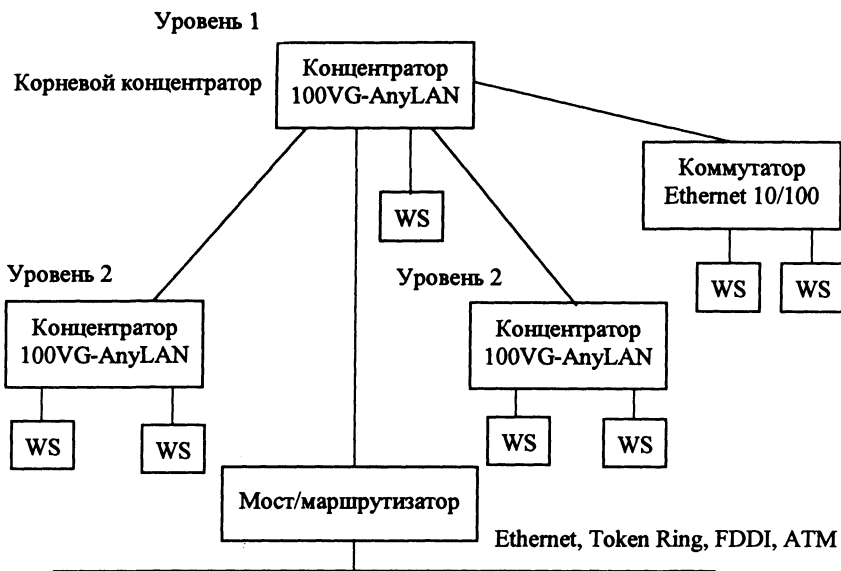 Уровень 1
Корневой концентратор
Концентратор
100VG-AnyLAN
Коммутатор
Ethernet 10/100
WS
WS
WS
Уровень 2
Уровень 2
Концентратор
100VG-AnyLAN
Концентратор
100VG-AnyLAN
WS
WS
WS
WS
Мост/маршрутизатор
Ethernet, Token Ring, FDDI, ATM